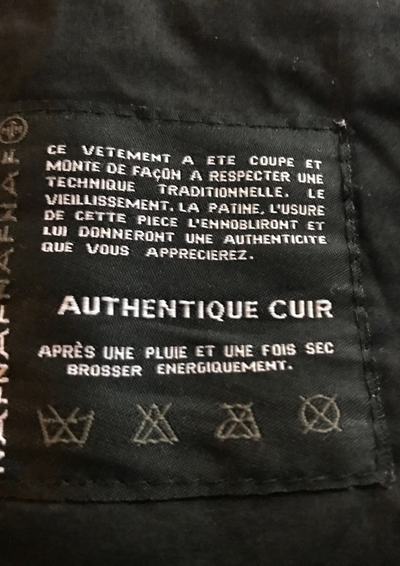 CE VETEMENT A ETE COUPE ET
MONTE DE FAÇON A RESPECTER UNE
TECHNIQUE TRADITIONNELLE. LE
VIEILLISSEMENT, LA PATINE, L'USURE
DE CETTE PIECE L'ENNOBLIRONT ET
LUI DONNERONT UNE AUTHENTICITE
QUE VOUS APPRECIEREZ.
AUTHENTIQUE CUIR
APRÈS UNE PLUIE ET UNE FOIS SEC
BROSSER ENERGIQUEMENT.
NAFNAFNAFNAF